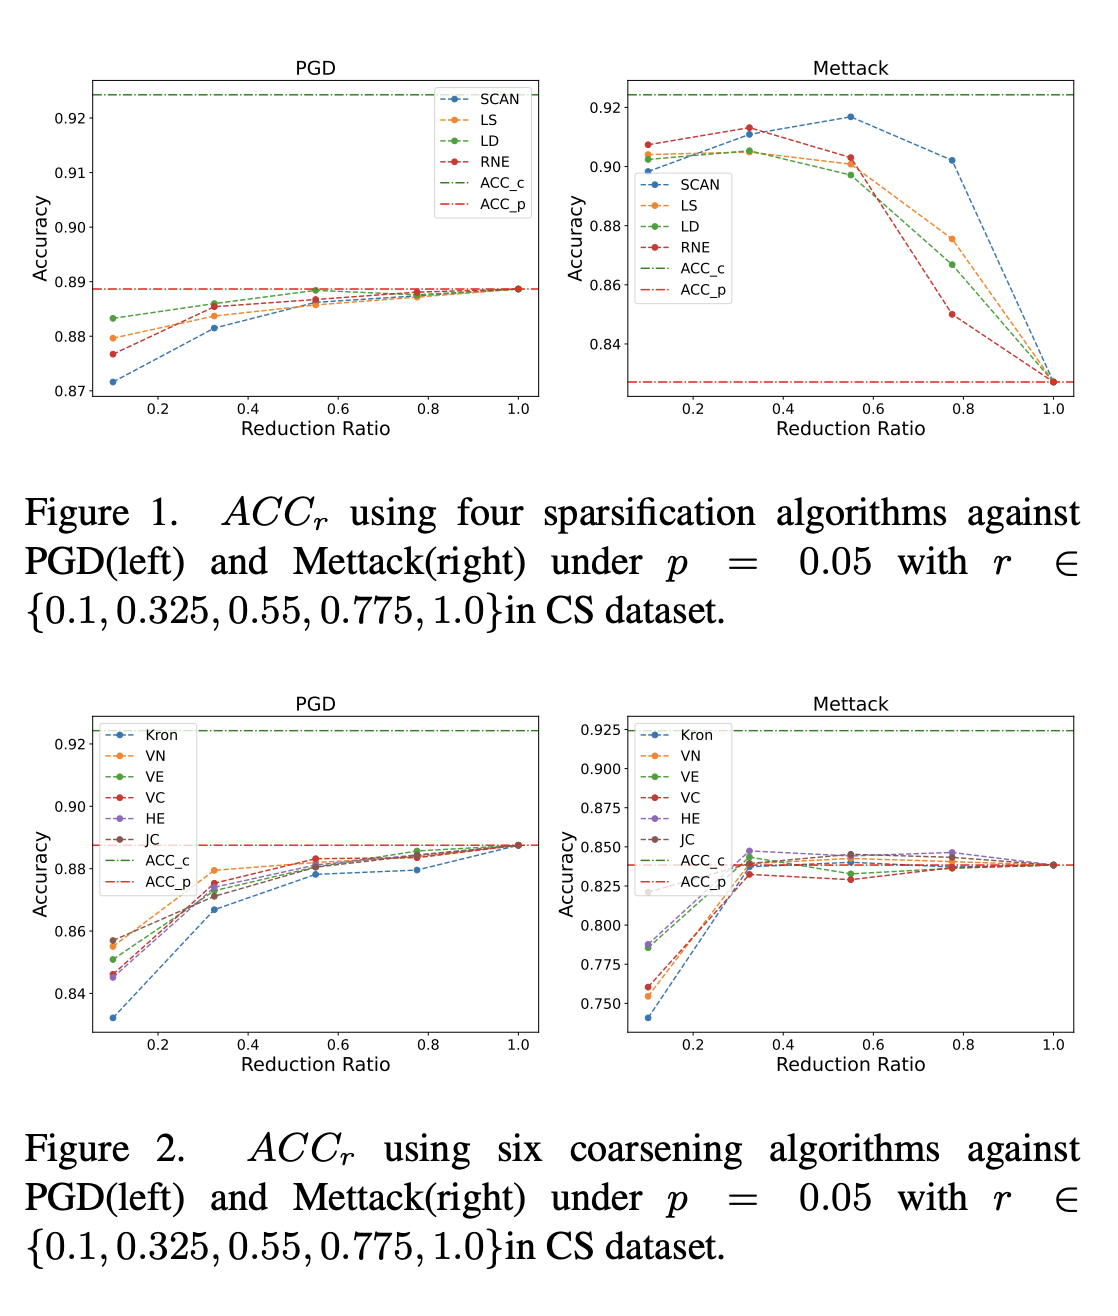 PGD
Accuracy
0.92
0.91
0.90
0.89
0.88
0.87
SCAN
LS
LD
RNE
ACC_c
ACC_p
0.2 0.4 0.6 0.8 1.0
Reduction Ratio
Mettack
Accuracy
0.92
0.90
0.88
0.86
0.84
SCAN
LS
LD
RNE
ACC_c
ACC_p
0.2 0.4 0.6 0.8 1.0
Reduction Ratio
Figure 1. ACC_r using four sparsification algorithms against
PGD(left) and Mettack(right) under p = 0.05 with r ∈
{0.1, 0.325, 0.55, 0.775, 1.0}in CS dataset.
PGD
Accuracy
0.92
0.90
0.88
0.86
0.84
Kron
VN
VE
VC
HE
JC
ACC_c
ACC_p
0.2 0.4 0.6 0.8 1.0
Reduction Ratio
Mettack
Accuracy
0.925
0.900
0.875
0.850
0.825
0.800
0.775
0.750
Kron
VN
VE
VC
HE
JC
ACC_c
ACC_p
0.2 0.4 0.6 0.8 1.0
Reduction Ratio
Figure 2. ACC_r using six coarsening algorithms against
PGD(left) and Mettack(right) under p = 0.05 with r ∈
{0.1, 0.325, 0.55, 0.775, 1.0}in CS dataset.